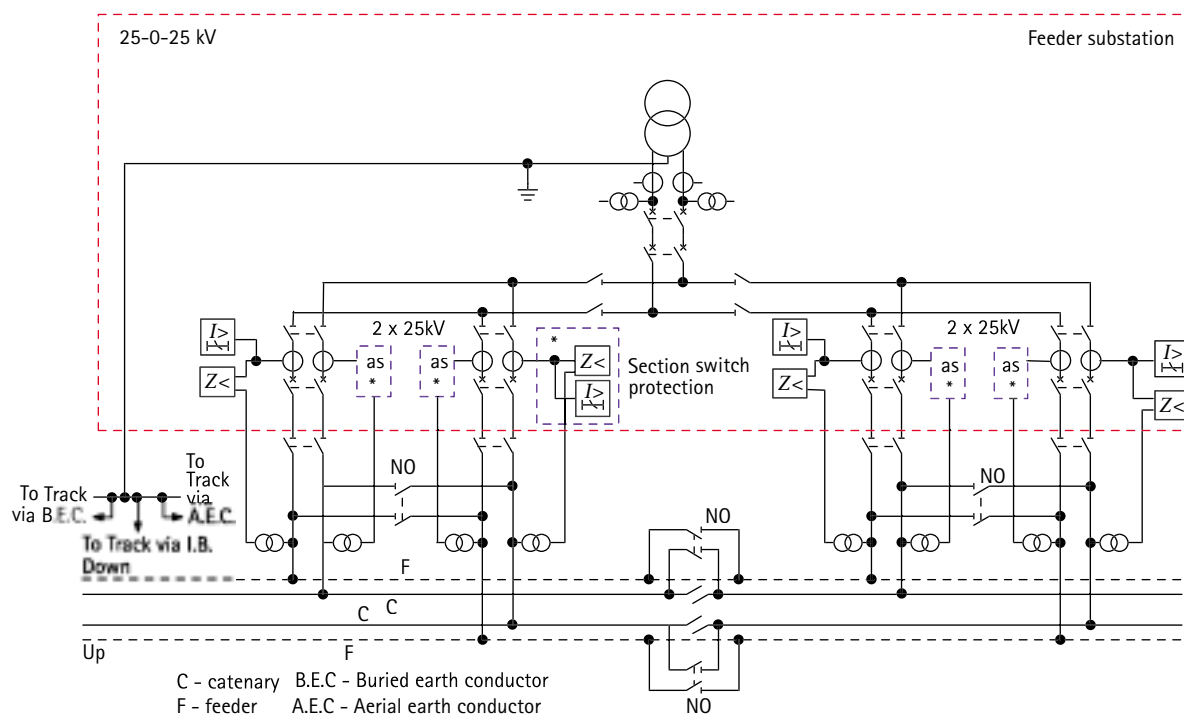 25-0-25 kV
Feeder substation
2 x 25kV
2 x 25kV
I>
Z<
as
*
as
*
*
Z<
I>
Section switch
protection
I>
Z<
as
*
as
*
I>
Z<
NO
NO
To Track
via B.E.C.
To
Track
via
A.E.C.
To Track via I.B.
Down
NO
F
C
C
Up
F
NO
C - catenary B.E.C - Buried earth conductor
F - feeder A.E.C - Aerial earth conductor